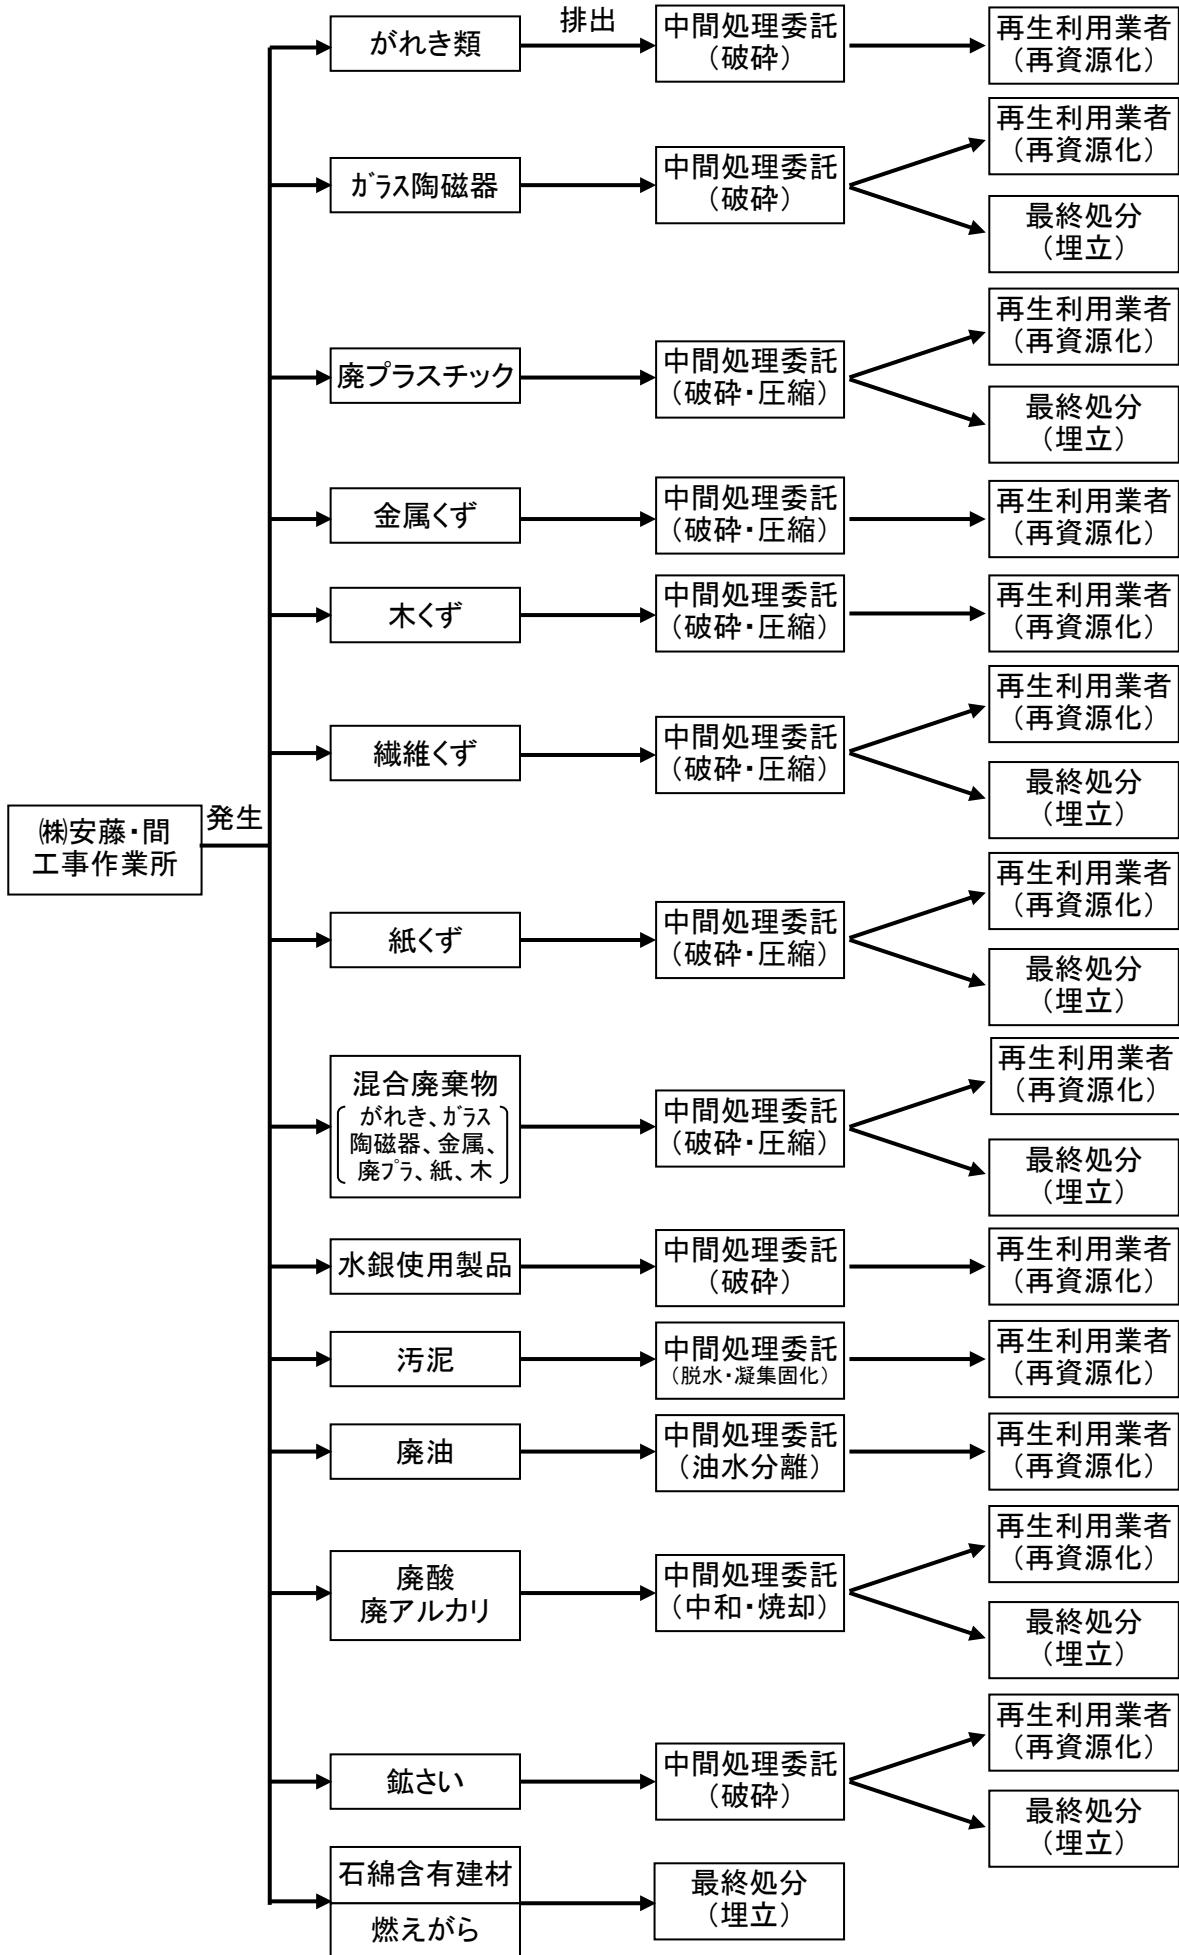 がれき類
排出
中間処理委託
（破砕）
再生利用業者
（再資源化）
ｶﾞﾗｽ陶磁器
中間処理委託
（破砕）
再生利用業者
（再資源化）
最終処分
（埋立）
廃プラスチック
中間処理委託
（破砕・圧縮）
再生利用業者
（再資源化）
最終処分
（埋立）
金属くず
中間処理委託
（破砕・圧縮）
再生利用業者
（再資源化）
木くず
中間処理委託
（破砕・圧縮）
再生利用業者
（再資源化）
繊維くず
中間処理委託
（破砕・圧縮）
再生利用業者
（再資源化）
最終処分
（埋立）
㈱安藤・間
工事作業所
発生
紙くず
中間処理委託
（破砕・圧縮）
再生利用業者
（再資源化）
最終処分
（埋立）
混合廃棄物
がれき、ｶﾞﾗｽ
陶磁器、金属、
廃ﾌﾟﾗ、紙、木
中間処理委託
（破砕・圧縮）
再生利用業者
（再資源化）
最終処分
（埋立）
水銀使用製品
中間処理委託
（破砕）
再生利用業者
（再資源化）
汚泥
中間処理委託
（脱水・凝集固化）
再生利用業者
（再資源化）
廃油
中間処理委託
（油水分離）
再生利用業者
（再資源化）
廃酸
廃アルカリ
中間処理委託
（中和・焼却）
再生利用業者
（再資源化）
最終処分
（埋立）
鉱さい
中間処理委託
（破砕）
再生利用業者
（再資源化）
最終処分
（埋立）
石綿含有建材
燃えがら
最終処分
（埋立）